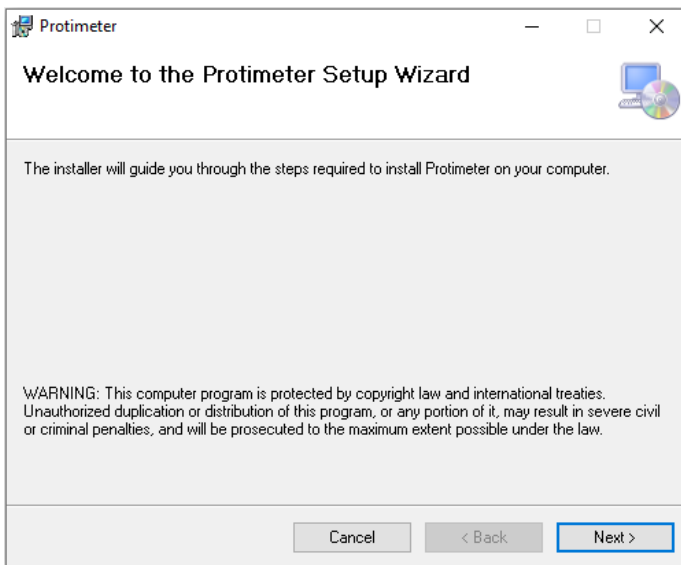 Protimeter
Welcome to the Protimeter Setup Wizard
The installer will guide you through the steps required to install Protimeter on your computer.
WARNING: This computer program is protected by copyright law and international treaties.
Unauthorized duplication or distribution of this program, or any portion of it, may result in severe civil
or criminal penalties, and will be prosecuted to the maximum extent possible under the law.
Cancel
< Back
Next >